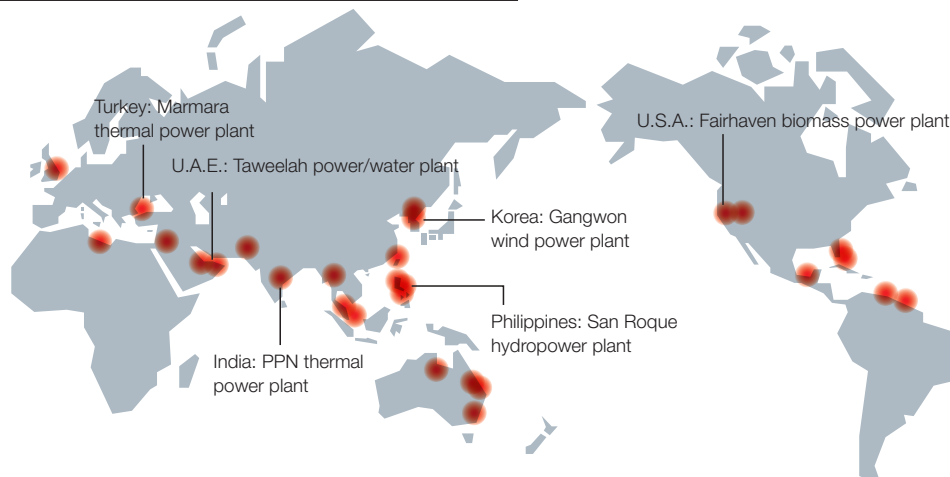 Turkey: Marmara
thermal power plant
U.S.A.: Fairhaven biomass power plant
U.A.E.: Taweelah power/water plant
Korea: Gangwon
wind power plant
Philippines: San Roque
hydropower plant
India: PPN thermal
power plant